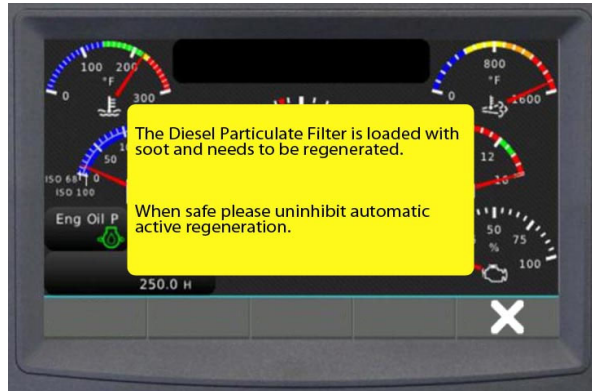 100 200
°F
0 300
800
°F
0 1600
The Diesel Particulate Filter is loaded with
soot and needs to be regenerated.
When safe please uninhibit automatic
active regeneration.
50
ISO 68 0
ISO 100
12
16
Eng Oil P
50
75
%
100
250.0 H